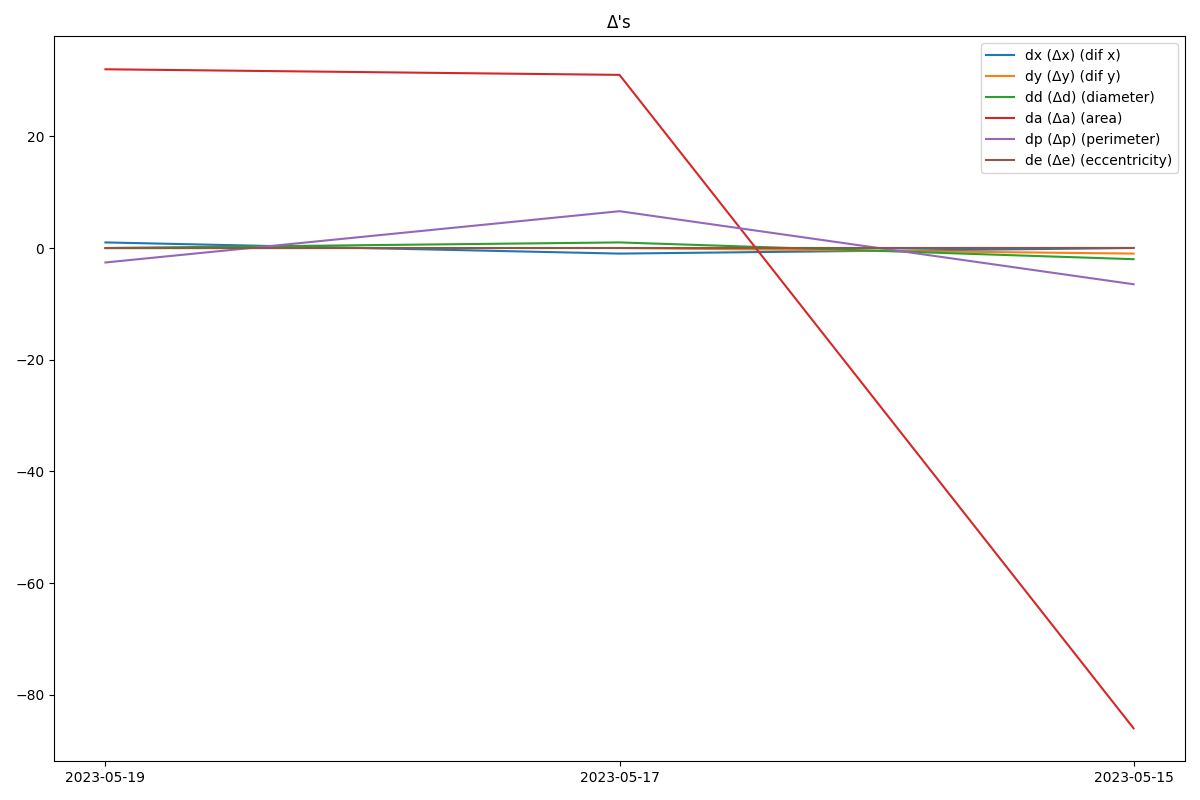 Δ's
dx (Δx) (dif x)
dy (Δy) (dif y)
dd (Δd) (diameter)
da (Δa) (area)
dp (Δp) (perimeter)
de (Δe) (eccentricity)
20
0
−20
−40
−60
−80
2023-05-19 2023-05-17 2023-05-15